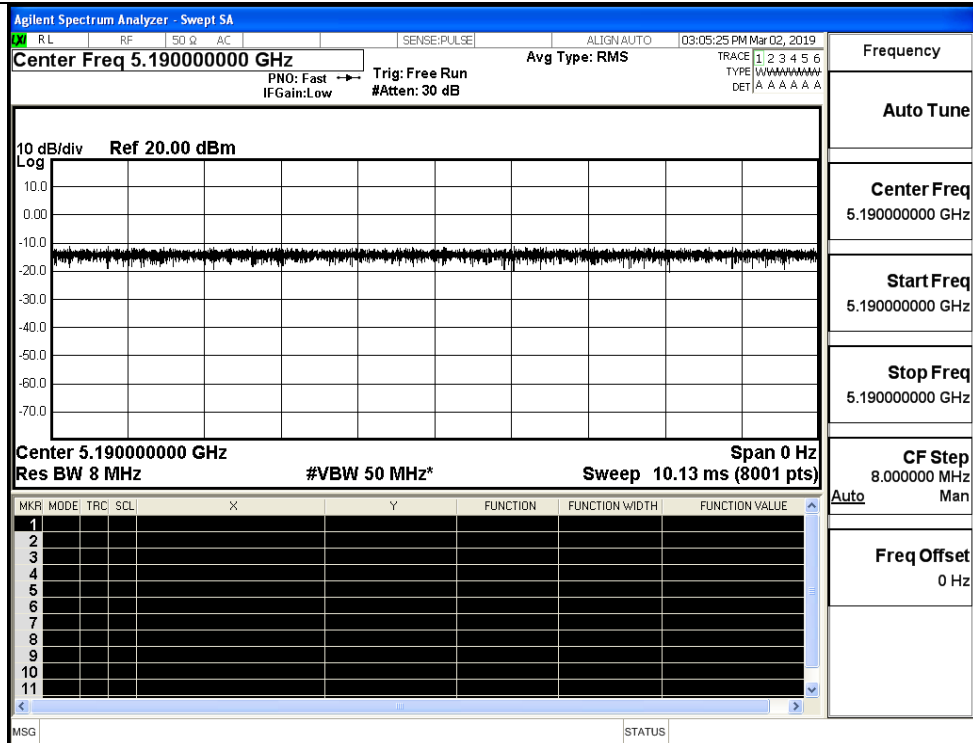 Agilent Spectrum Analyzer - Swept SA
LXI RL RF 50 Ω AC SENSE:PULSE ALIGN AUTO 03:05:25 PM Mar 02, 2019
Center Freq 5.190000000 GHz
PNO: Fast
IFGain:Low
Trig: Free Run
#Atten: 30 dB
Avg Type: RMS
TRACE 1 2 3 4 5 6
TYPE
DET A A A A A A
10 dB/div
Log
Ref 20.00 dBm
10.0
0.00
-10.0
-20.0
-30.0
-40.0
-50.0
-60.0
-70.0
Center 5.190000000 GHz Span 0 Hz
Res BW 8 MHz #VBW 50 MHz* Sweep 10.13 ms (8001 pts)
MKR MODE TRC SCL X Y FUNCTION FUNCTION WIDTH FUNCTION VALUE
1
2
3
4
5
6
7
8
9
10
11
MSG STATUS
Frequency
Auto Tune
Center Freq
5.190000000 GHz
Start Freq
5.190000000 GHz
Stop Freq
5.190000000 GHz
CF Step
8.000000 MHz
Auto Man
Freq Offset
0 Hz